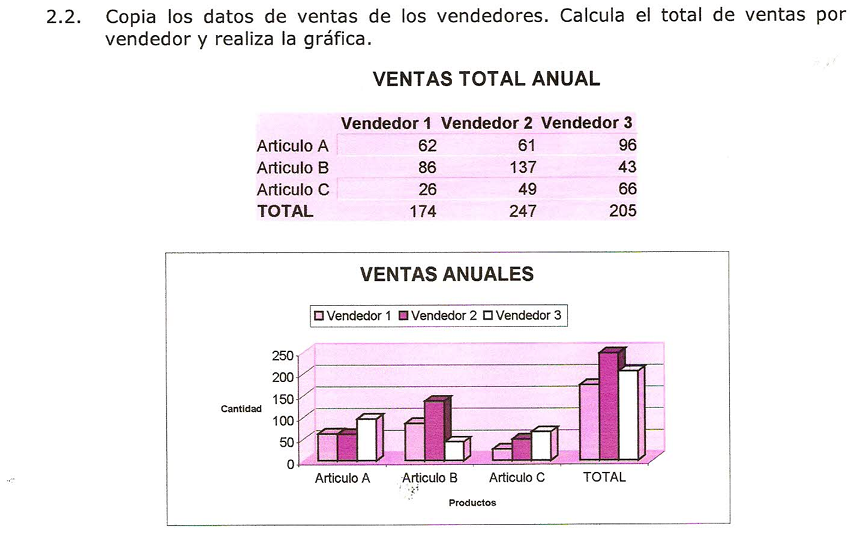 2.2. Copia los datos de ventas de los vendedores. Calcula el total de ventas por
vendedor y realiza la gráfica.
VENTAS TOTAL ANUAL
Vendedor 1 Vendedor 2 Vendedor 3
Articulo A 62 61 96
Articulo B 86 137 43
Articulo C 26 49 66
TOTAL 174 247 205
VENTAS ANUALES
Vendedor 1 Vendedor 2 Vendedor 3
250
200
150
Cantidad
100
50
0
Articulo A Articulo B Articulo C TOTAL
Productos